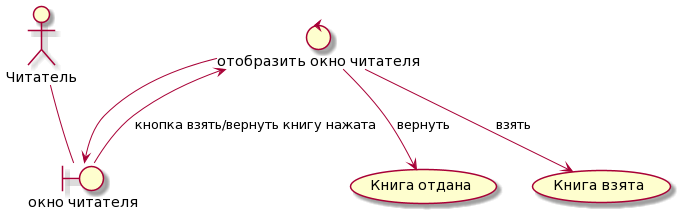 отобразить окно читателя
Читатель
кнопка взять/вернуть книгу нажата
вернуть
взять
Книга отдана
Книга взята
окно читателя